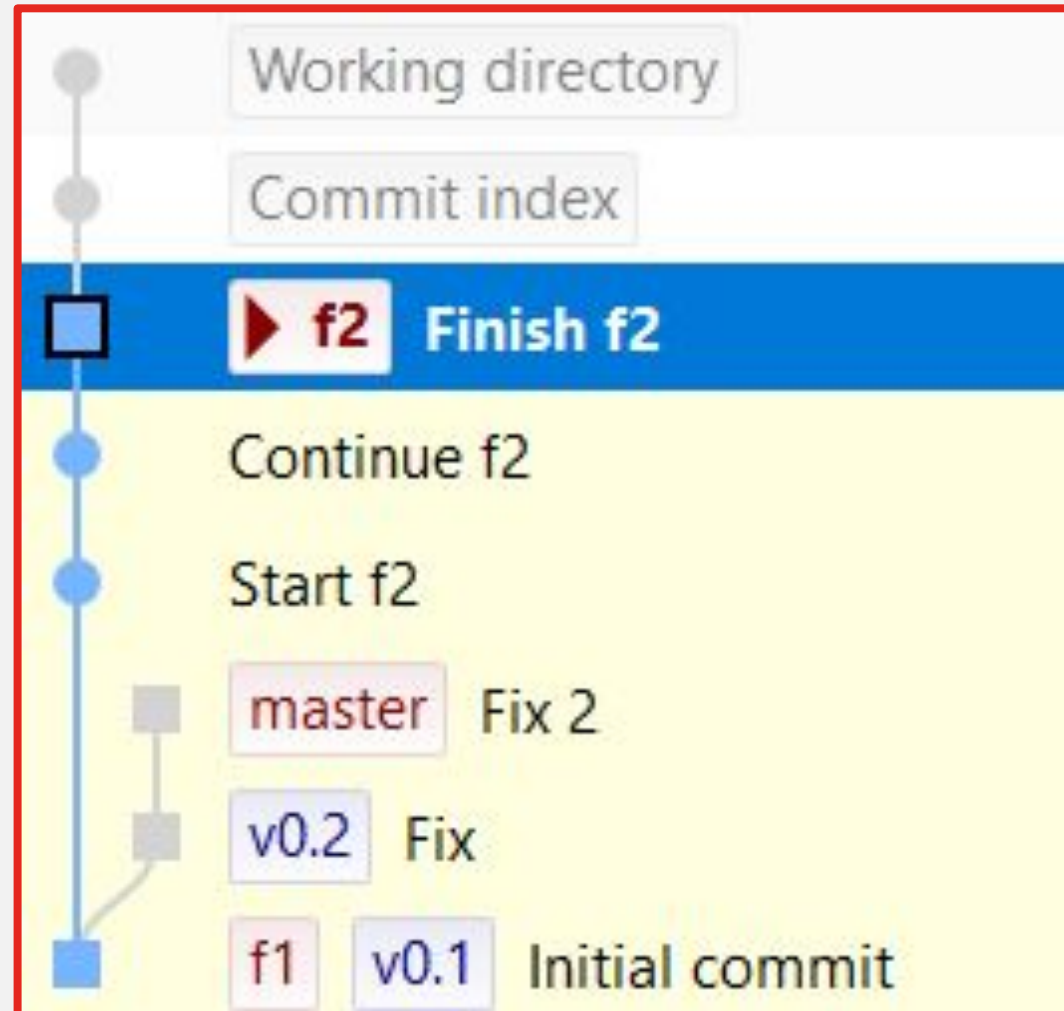 Working directory
Commit index
f2 Finish f2
Continue f2
Start f2
master Fix 2
v0.2 Fix
f1 v0.1 Initial commit